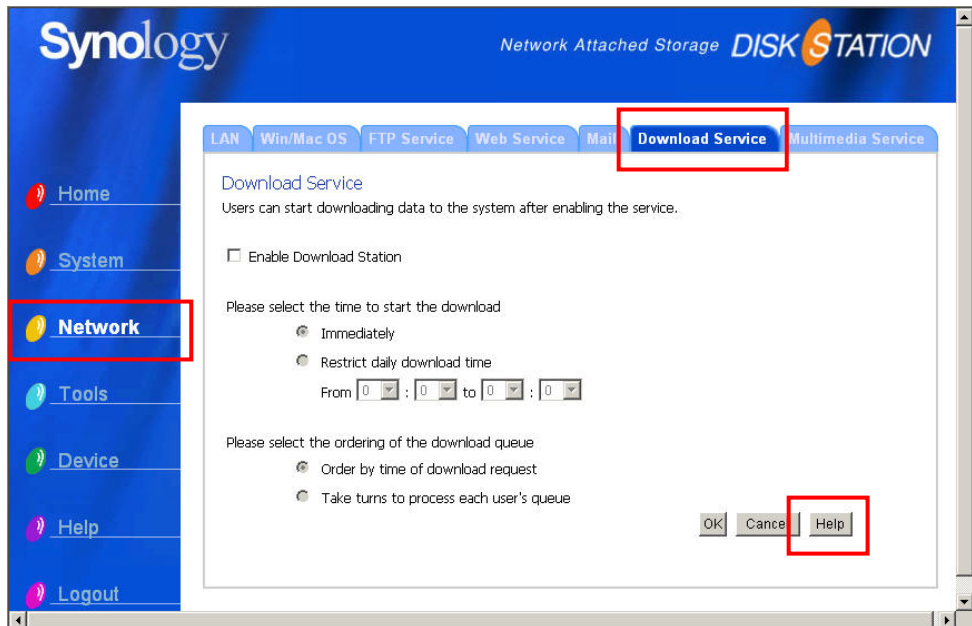 Synology
Network Attached Storage DISK STATION
LAN Win/Mac OS FTP Service Web Service Mail Download Service Multimedia Service
Home
System
Network
Tools
Device
Help
Logout
Download Service
Users can start downloading data to the system after enabling the service.
Enable Download Station
Please select the time to start the download
Immediately
Restrict daily download time
From 0 : 0 to 0 : 0
Please select the ordering of the download queue
Order by time of download request
Take turns to process each user's queue
OK Cancel Help